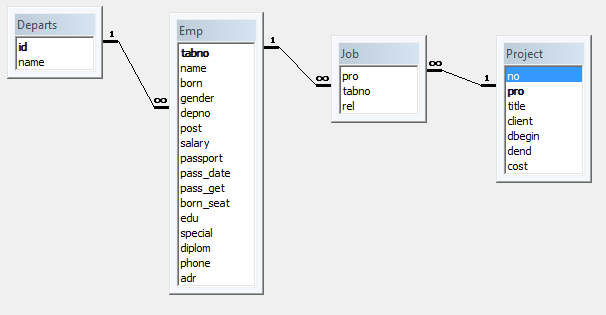 Departs
id
name
1
∞
Emp
tabno
name
born
gender
depno
post
salary
passport
pass_date
pass_get
born_seat
edu
special
diplom
phone
adr
1
∞
Job
pro
tabno
rel
∞
1
Project
no
pro
title
client
dbegin
dend
cost